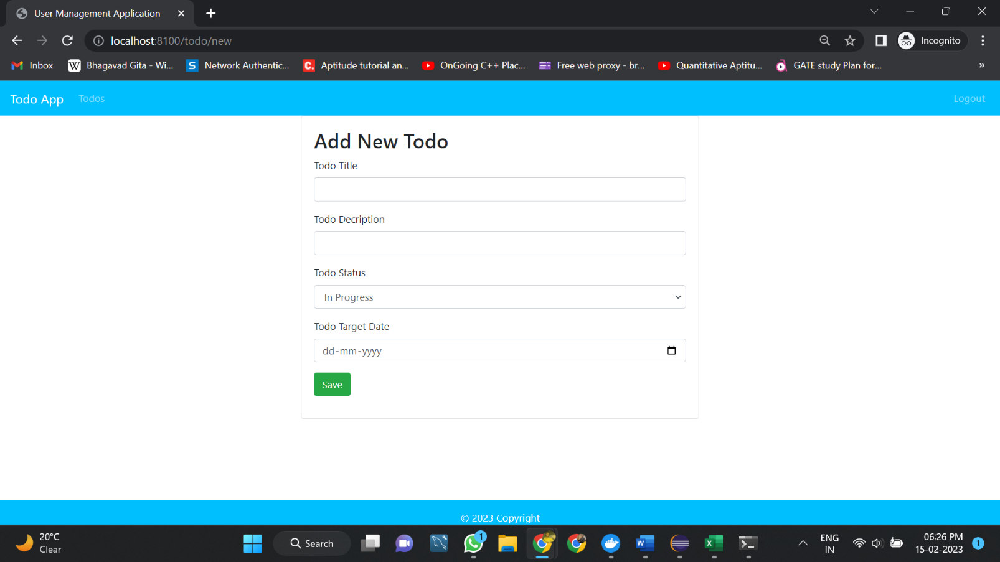 User Management Application
localhost:8100/todo/new
Incognito
Inbox
W Bhagavad Gita - Wi...
S Network Authentic...
C. Aptitude tutorial an...
OnGoing C++ Plac...
Free web proxy - br...
Quantitative Aptitu...
GATE study Plan for...
»
Todo App Todos Logout
Add New Todo
Todo Title
Todo Decription
Todo Status
In Progress
Todo Target Date
dd-mm-yyyy
Save
© 2023 Copyright
20°C
Clear
Search
1
W
X
ENG
IN
06:26 PM
15-02-2023
1